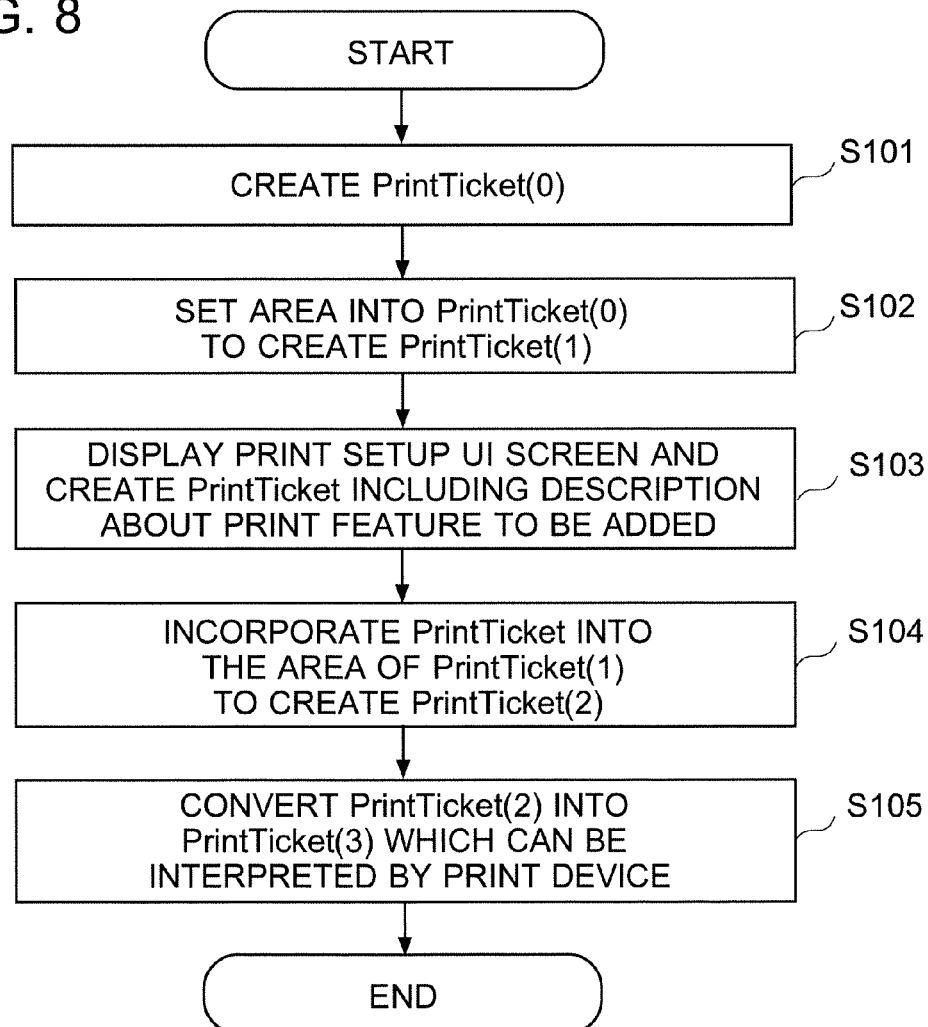 G. 8
START
CREATE PrintTicket(0)
S101
SET AREA INTO PrintTicket(0)
TO CREATE PrintTicket(1)
S102
DISPLAY PRINT SETUP UI SCREEN AND
CREATE PrintTicket INCLUDING DESCRIPTION
ABOUT PRINT FEATURE TO BE ADDED
S103
INCORPORATE PrintTicket INTO
THE AREA OF PrintTicket(1)
TO CREATE PrintTicket(2)
S104
CONVERT PrintTicket(2) INTO
PrintTicket(3) WHICH CAN BE
INTERPRETED BY PRINT DEVICE
S105
END